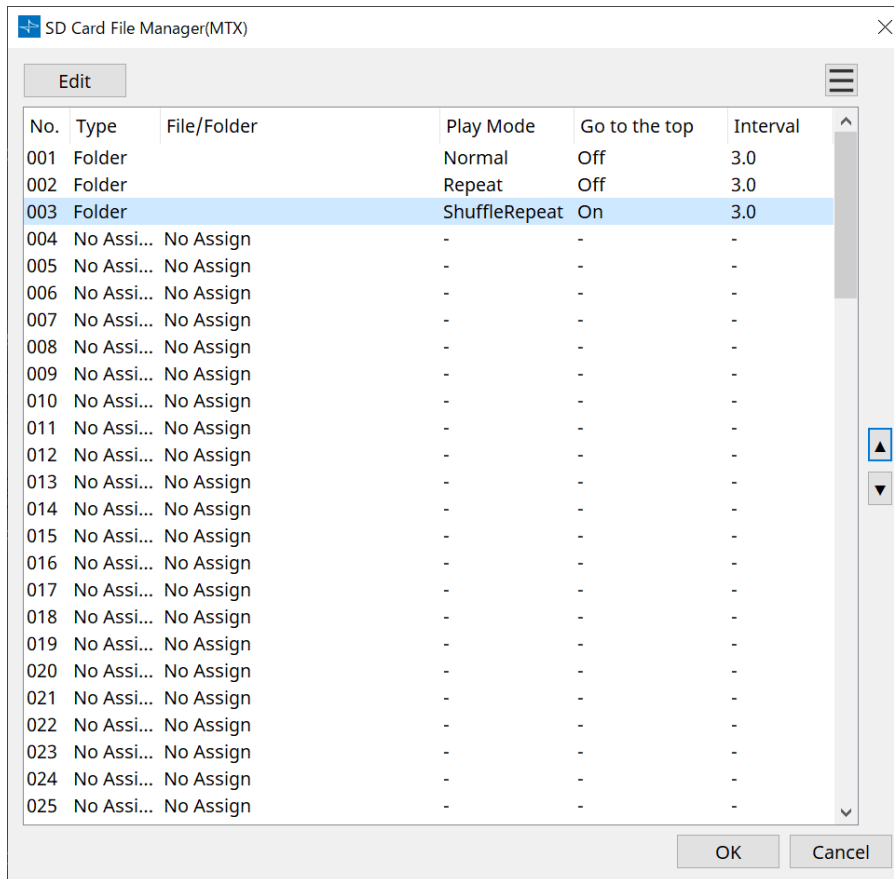 SD Card File Manager(MTX)
Edit
No. Type File/Folder Play Mode Go to the top Interval
001 Folder Normal Off 3.0
002 Folder Repeat Off 3.0
003 Folder ShuffleRepeat On 3.0
004 No Assi... No Assign - - -
005 No Assi... No Assign - - -
006 No Assi... No Assign - - -
007 No Assi... No Assign - - -
008 No Assi... No Assign - - -
009 No Assi... No Assign - - -
010 No Assi... No Assign - - -
011 No Assi... No Assign - - -
012 No Assi... No Assign - - -
013 No Assi... No Assign - - -
014 No Assi... No Assign - - -
015 No Assi... No Assign - - -
016 No Assi... No Assign - - -
017 No Assi... No Assign - - -
018 No Assi... No Assign - - -
019 No Assi... No Assign - - -
020 No Assi... No Assign - - -
021 No Assi... No Assign - - -
022 No Assi... No Assign - - -
023 No Assi... No Assign - - -
024 No Assi... No Assign - - -
025 No Assi... No Assign - - -
OK Cancel